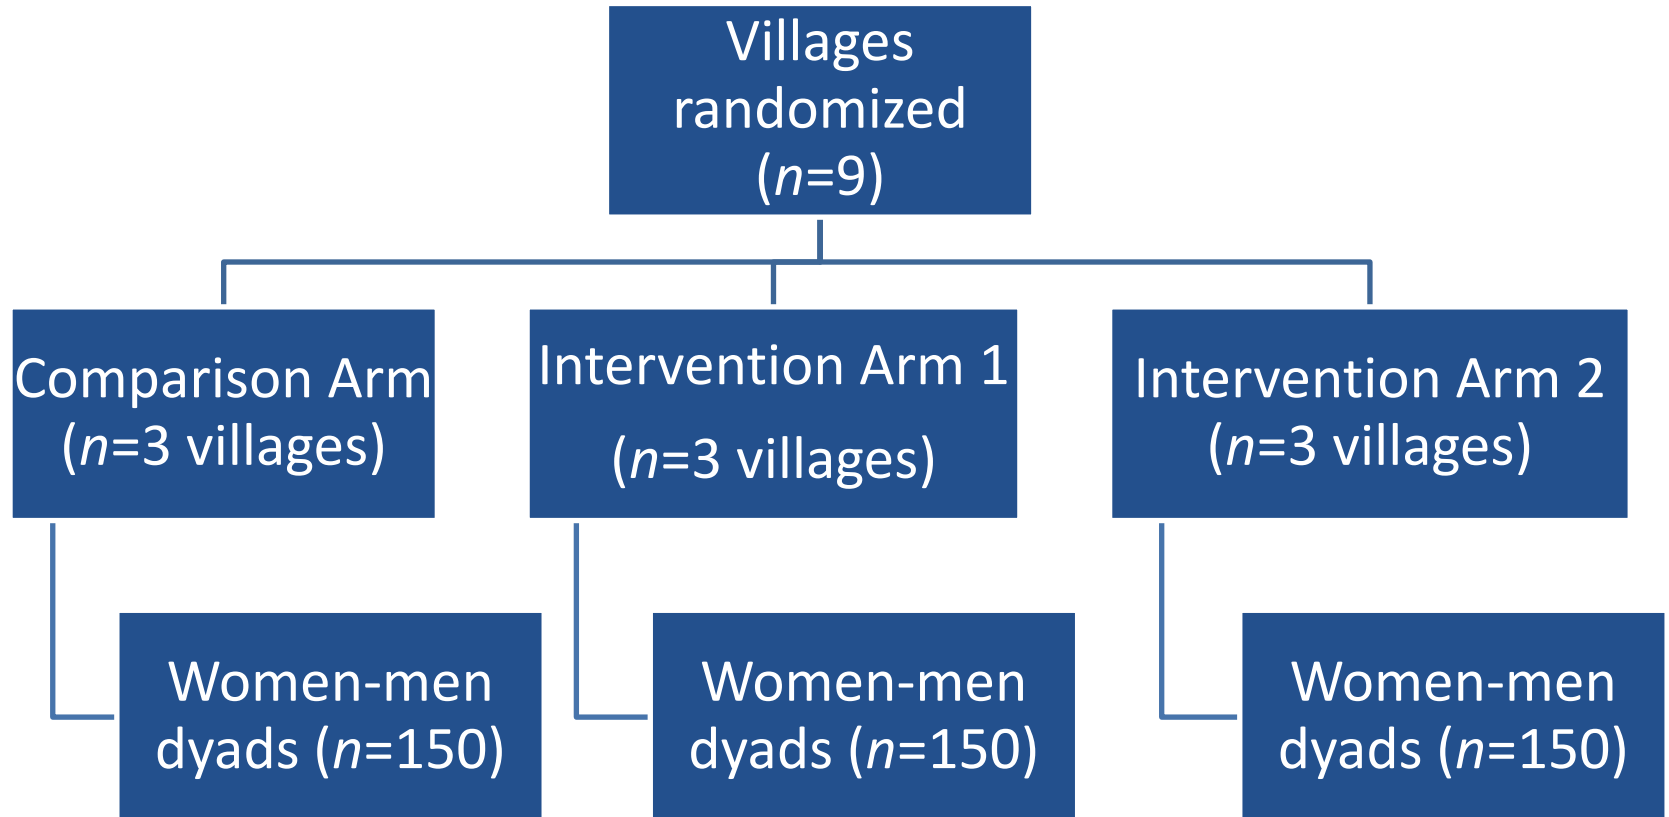 Villages
randomized
(n=9)
Comparison Arm
(n=3 villages)
Intervention Arm 1
(n=3 villages)
Intervention Arm 2
(n=3 villages)
Women-men
dyads (n=150)
Women-men
dyads (n=150)
Women-men
dyads (n=150)